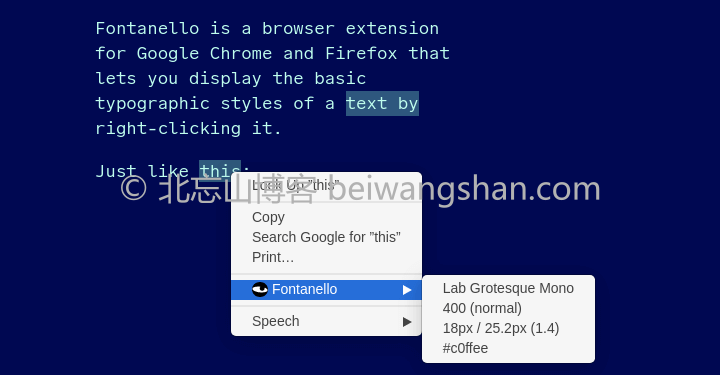 Fontanello is a browser extension
for Google Chrome and Firefox that
lets you display the basic
typographic styles of a text by
right-clicking it.
Just like this:
Look Up ”this”
© 北忘山博客 beiwangshan.com
Copy
Search Google for ”this”
Print…
Fontanello
Speech
Lab Grotesque Mono
400 (normal)
18px / 25.2px (1.4)
#c0ffee